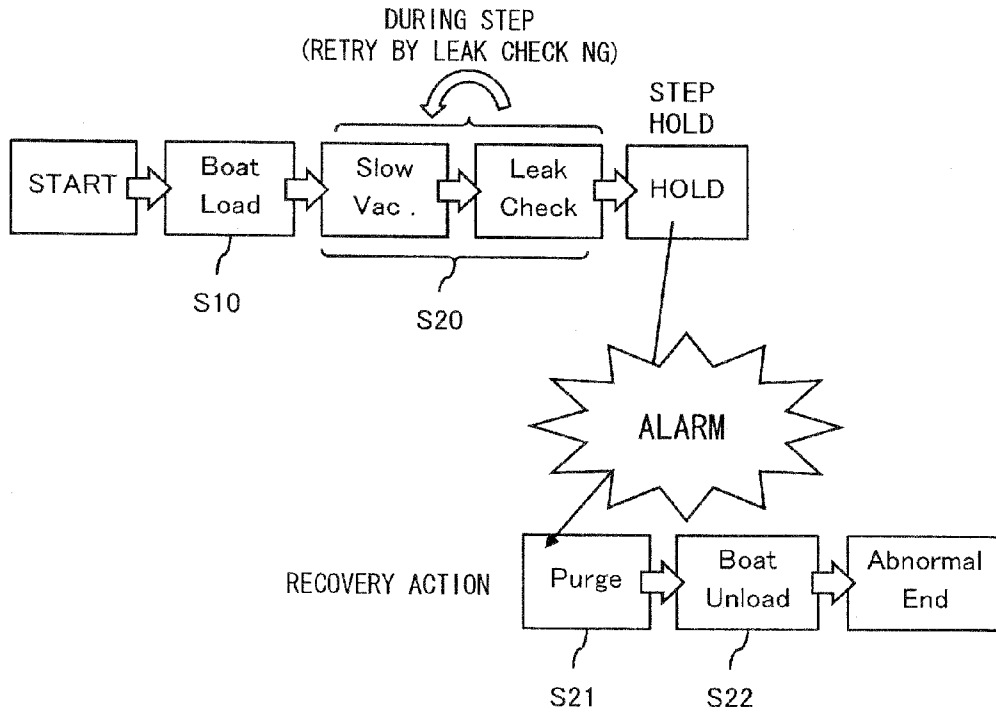 DURING STEP
(RETRY BY LEAK CHECK NG)
STEP
HOLD
START
Boat
Load
Slow
Vac .
Leak
Check
HOLD
S10
S20
ALARM
RECOVERY ACTION
Purge
Boat
Unload
Abnormal
End
S21
S22